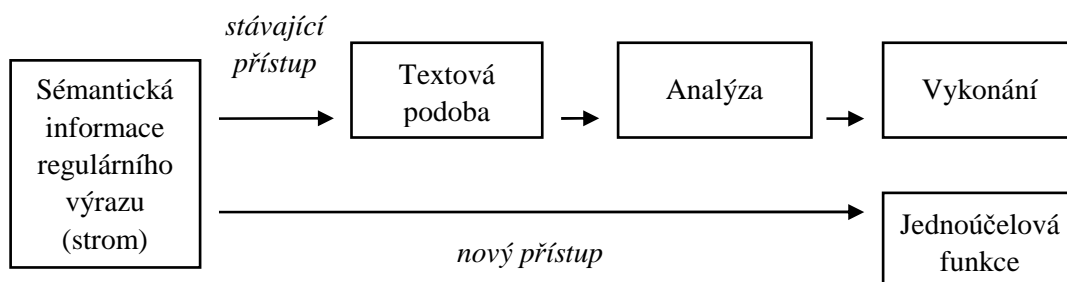 Sémantická
informace
regulárního
výrazu
(strom)
stávající
přístup
Textová
podoba
Analýza
Vykonání
nový přístup
Jednoúčelová
funkce